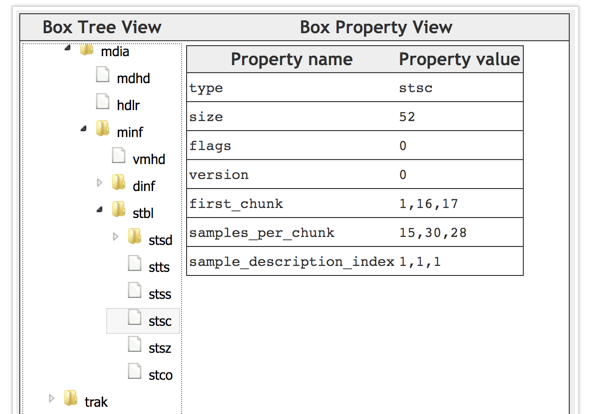 Box Tree View
Box Property View
mdia
mdhd
hdlr
minf
vmhd
dinf
stbl
stsd
stts
stss
stsc
stsz
stco
trak
Property name Property value
type stsc
size 52
flags 0
version 0
first_chunk 1,16,17
samples_per_chunk 15,30,28
sample_description_index 1,1,1